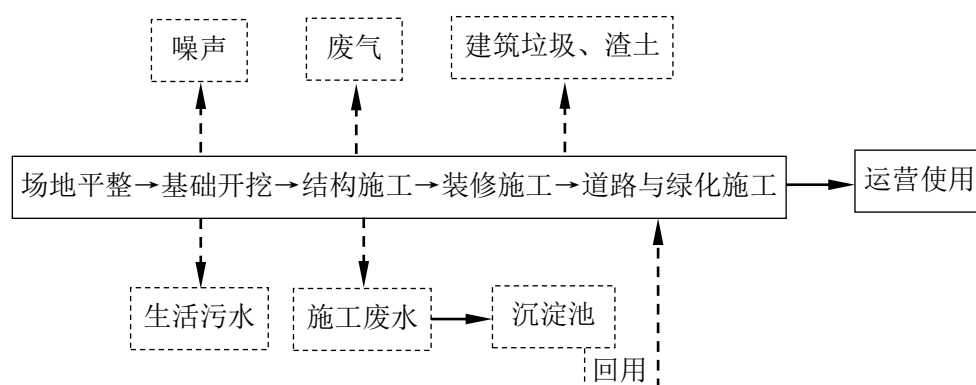 噪声
废气
建筑垃圾、渣土
场地平整→基础开挖→结构施工→装修施工→道路与绿化施工
运营使用
生活污水
施工废水
沉淀池
回用